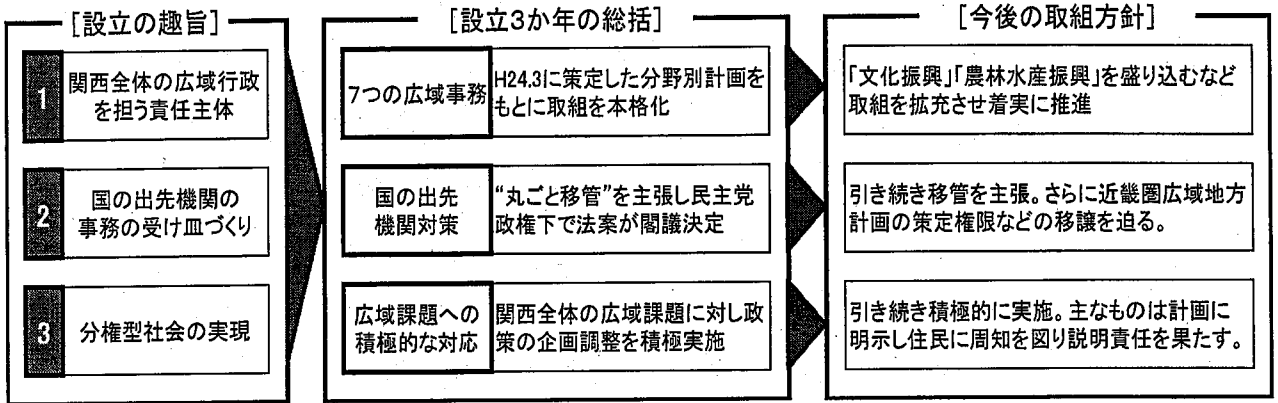 [設立の趣旨]
1
関西全体の広域行政
を担う責任主体
2
国の出先機関の
事務の受け皿づくり
3
分権型社会の実現
[設立3か年の総括]
7つの広域事務
H24.3に策定した分野別計画を
もとに取組を本格化
国の出先
機関対策
“丸ごと移管”を主張し民主党
政権下で法案が閣議決定
広域課題への
積極的な対応
関西全体の広域課題に対し政
策の企画調整を積極実施
[今後の取組方針]
「文化振興」「農林水産振興」を盛り込むなど
取組を拡充させ着実に推進
引き続き移管を主張。さらに近畿圏広域地方
計画の策定権限などの移譲を迫る。
引き続き積極的に実施。主なものは計画に
明示し住民に周知を図り説明責任を果たす。